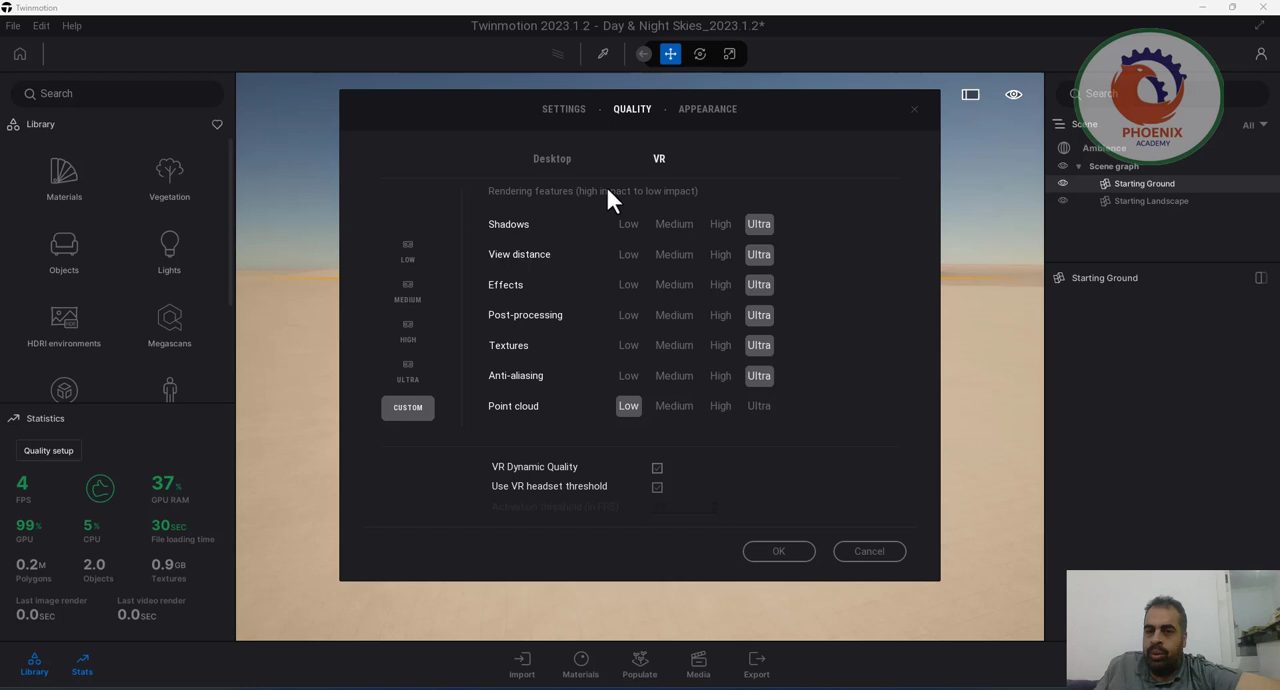 Twinmotion
File Edit Help
Twinmotion 2023.1.2 - Day & Night Skies_2023.1.2*
Search
Library
Materials
Vegetation
Objects
Lights
HDRI environments
Megascans
Statistics
Quality setup
4 FPS
37% GPU RAM
99% GPU
5% CPU
30SEC File loading time
0.2M Polygons
2.0 Objects
0.9GB Textures
Last image render
0.0SEC
Last video render
0.0SEC
Library
Stats
SETTINGS · QUALITY · APPEARANCE
Desktop
VR
Rendering features (high impact to low impact)
LOW
MEDIUM
HIGH
ULTRA
CUSTOM
Shadows Low Medium High Ultra
View distance Low Medium High Ultra
Effects Low Medium High Ultra
Post-processing Low Medium High Ultra
Textures Low Medium High Ultra
Anti-aliasing Low Medium High Ultra
Point cloud Low Medium High Ultra
VR Dynamic Quality
Use VR headset threshold
Activation threshold (in FPS)
OK
Cancel
Import
Materials
Populate
Media
Export
Search
PHOENIX
ACADEMY
Scene
All
Ambience
Scene graph
Starting Ground
Starting Landscape
Starting Ground